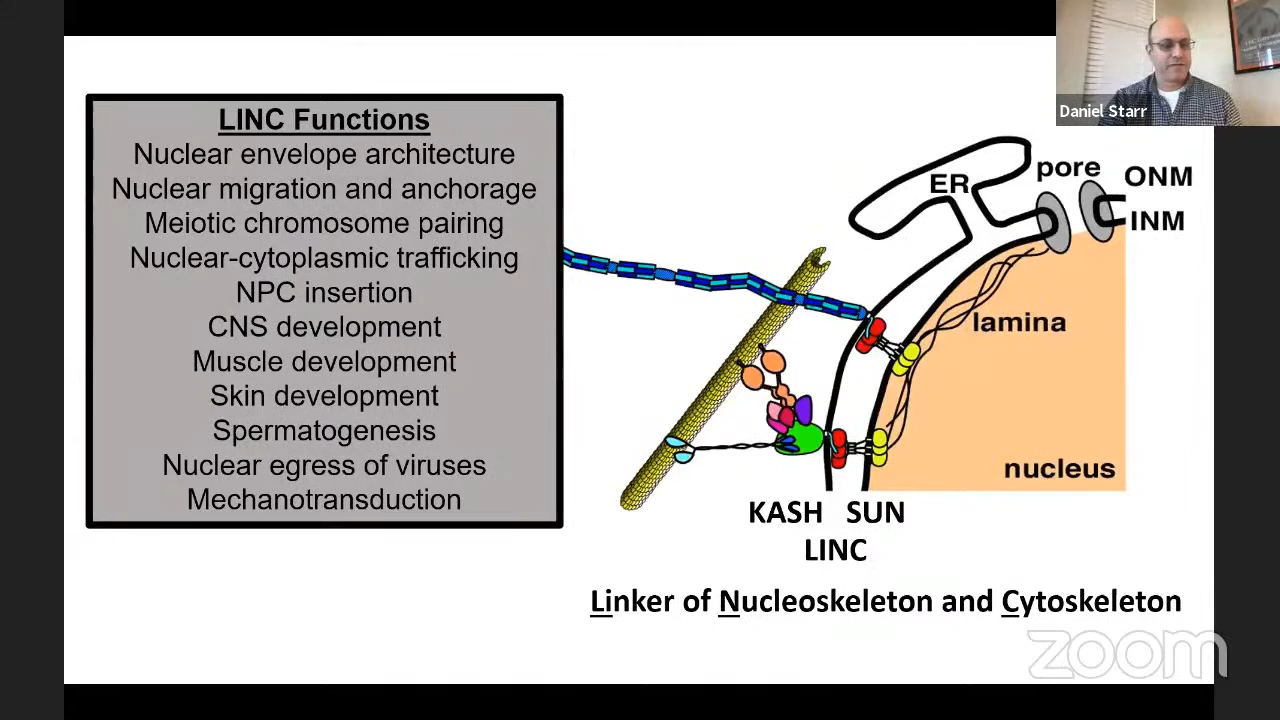 Daniel Starr
LINC Functions
Nuclear envelope architecture
Nuclear migration and anchorage
Meiotic chromosome pairing
Nuclear-cytoplasmic trafficking
NPC insertion
CNS development
Muscle development
Skin development
Spermatogenesis
Nuclear egress of viruses
Mechanotransduction
ER
pore
ONM
INM
lamina
nucleus
KASH SUN
LINC
Linker of Nucleoskeleton and Cytoskeleton
zoom